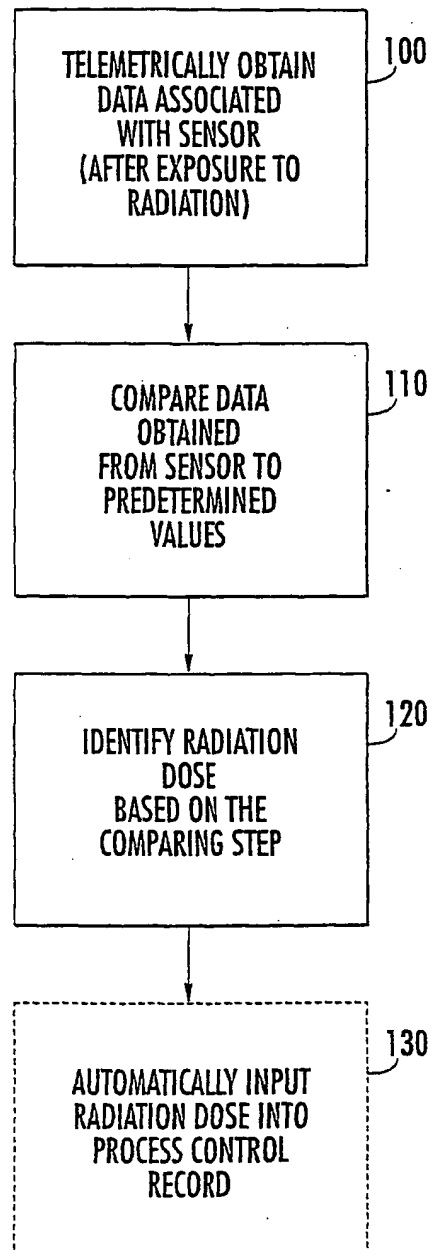 TELEMETRICALLY OBTAIN
DATA ASSOCIATED
WITH SENSOR
(AFTER EXPOSURE TO
RADIATION)
100
COMPARE DATA
OBTAINED
FROM SENSOR TO
PREDETERMINED
VALUES
110
IDENTIFY RADIATION
DOSE
BASED ON THE
COMPARING STEP
120
AUTOMATICALLY INPUT
RADIATION DOSE INTO
PROCESS CONTROL
RECORD
130